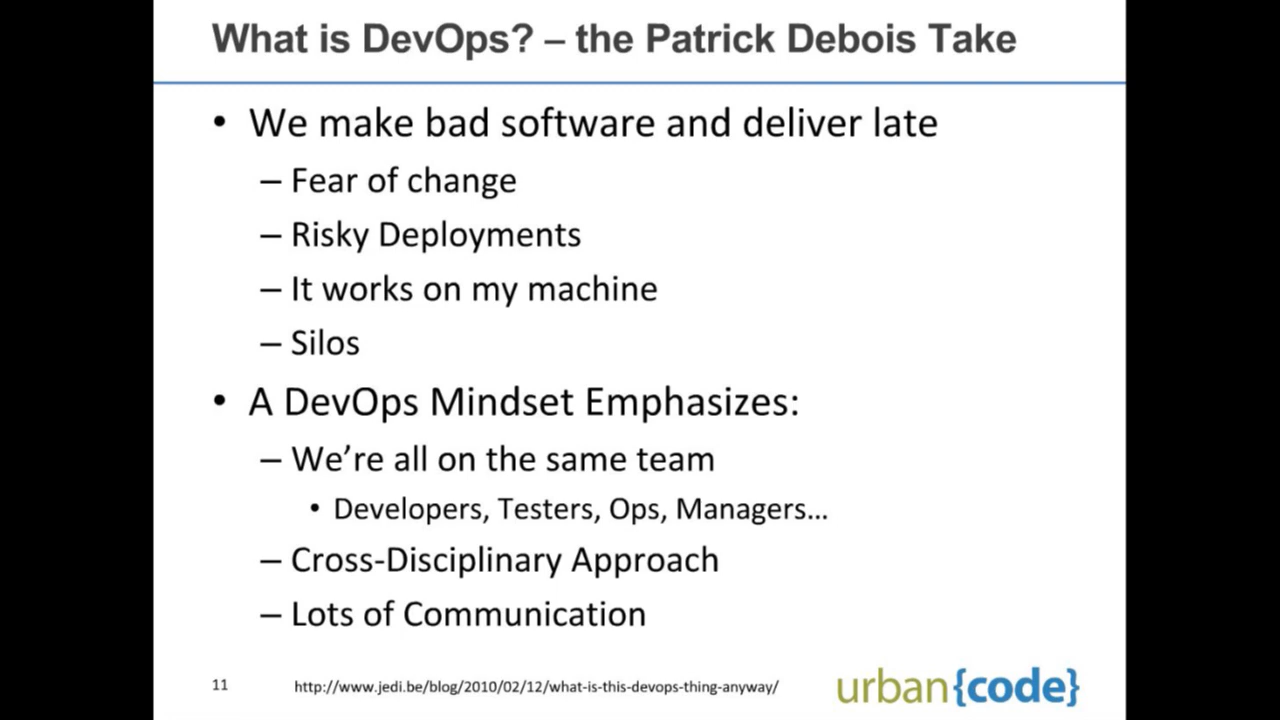 What is DevOps? – the Patrick Debois Take
• We make bad software and deliver late
– Fear of change
– Risky Deployments
– It works on my machine
– Silos
• A DevOps Mindset Emphasizes:
– We’re all on the same team
• Developers, Testers, Ops, Managers…
– Cross-Disciplinary Approach
– Lots of Communication
11
http://www.jedi.be/blog/2010/02/12/what-is-this-devops-thing-anyway/
urban{code}